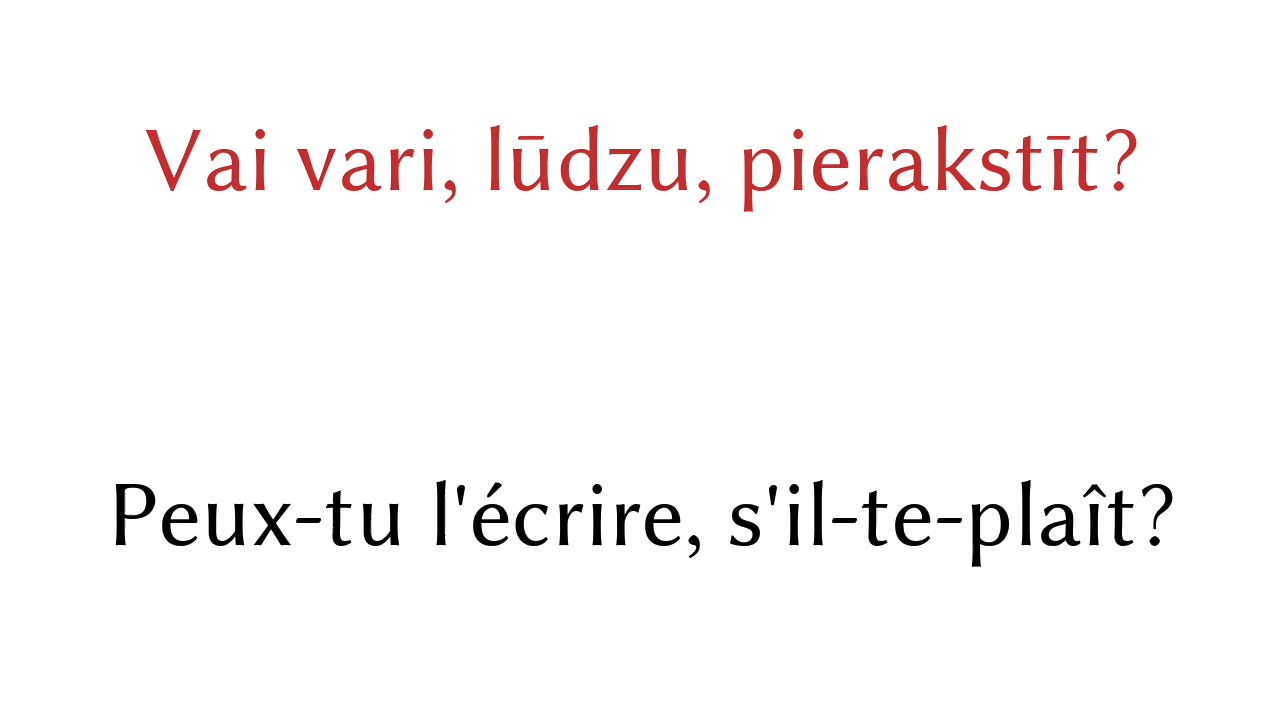 Vai vari, lūdzu, pierakstīt?
Peux-tu l'écrire, s'il-te-plaît?